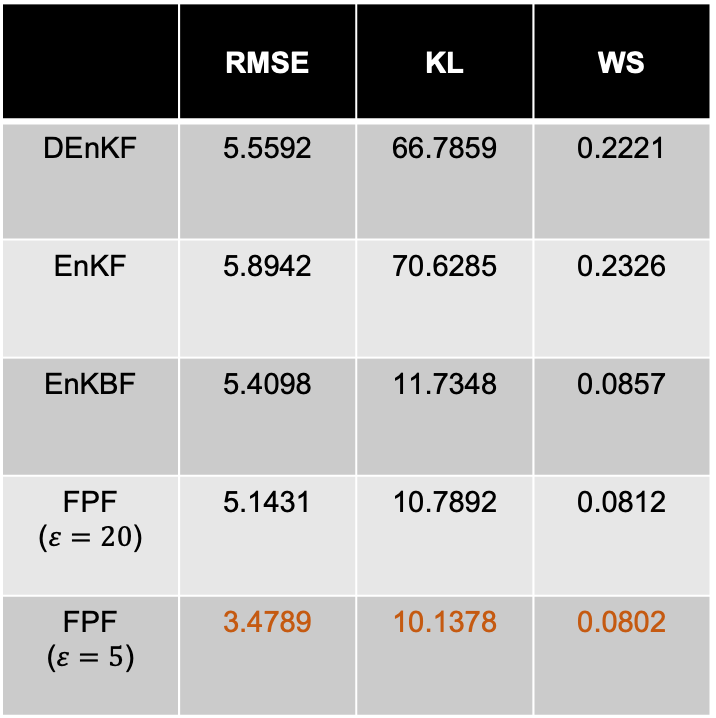 RMSE KL WS
DEnKF 5.5592 66.7859 0.2221
EnKF 5.8942 70.6285 0.2326
EnKBF 5.4098 11.7348 0.0857
FPF 5.1431 10.7892 0.0812
(ε = 20)
FPF 3.4789 10.1378 0.0802
(ε = 5)